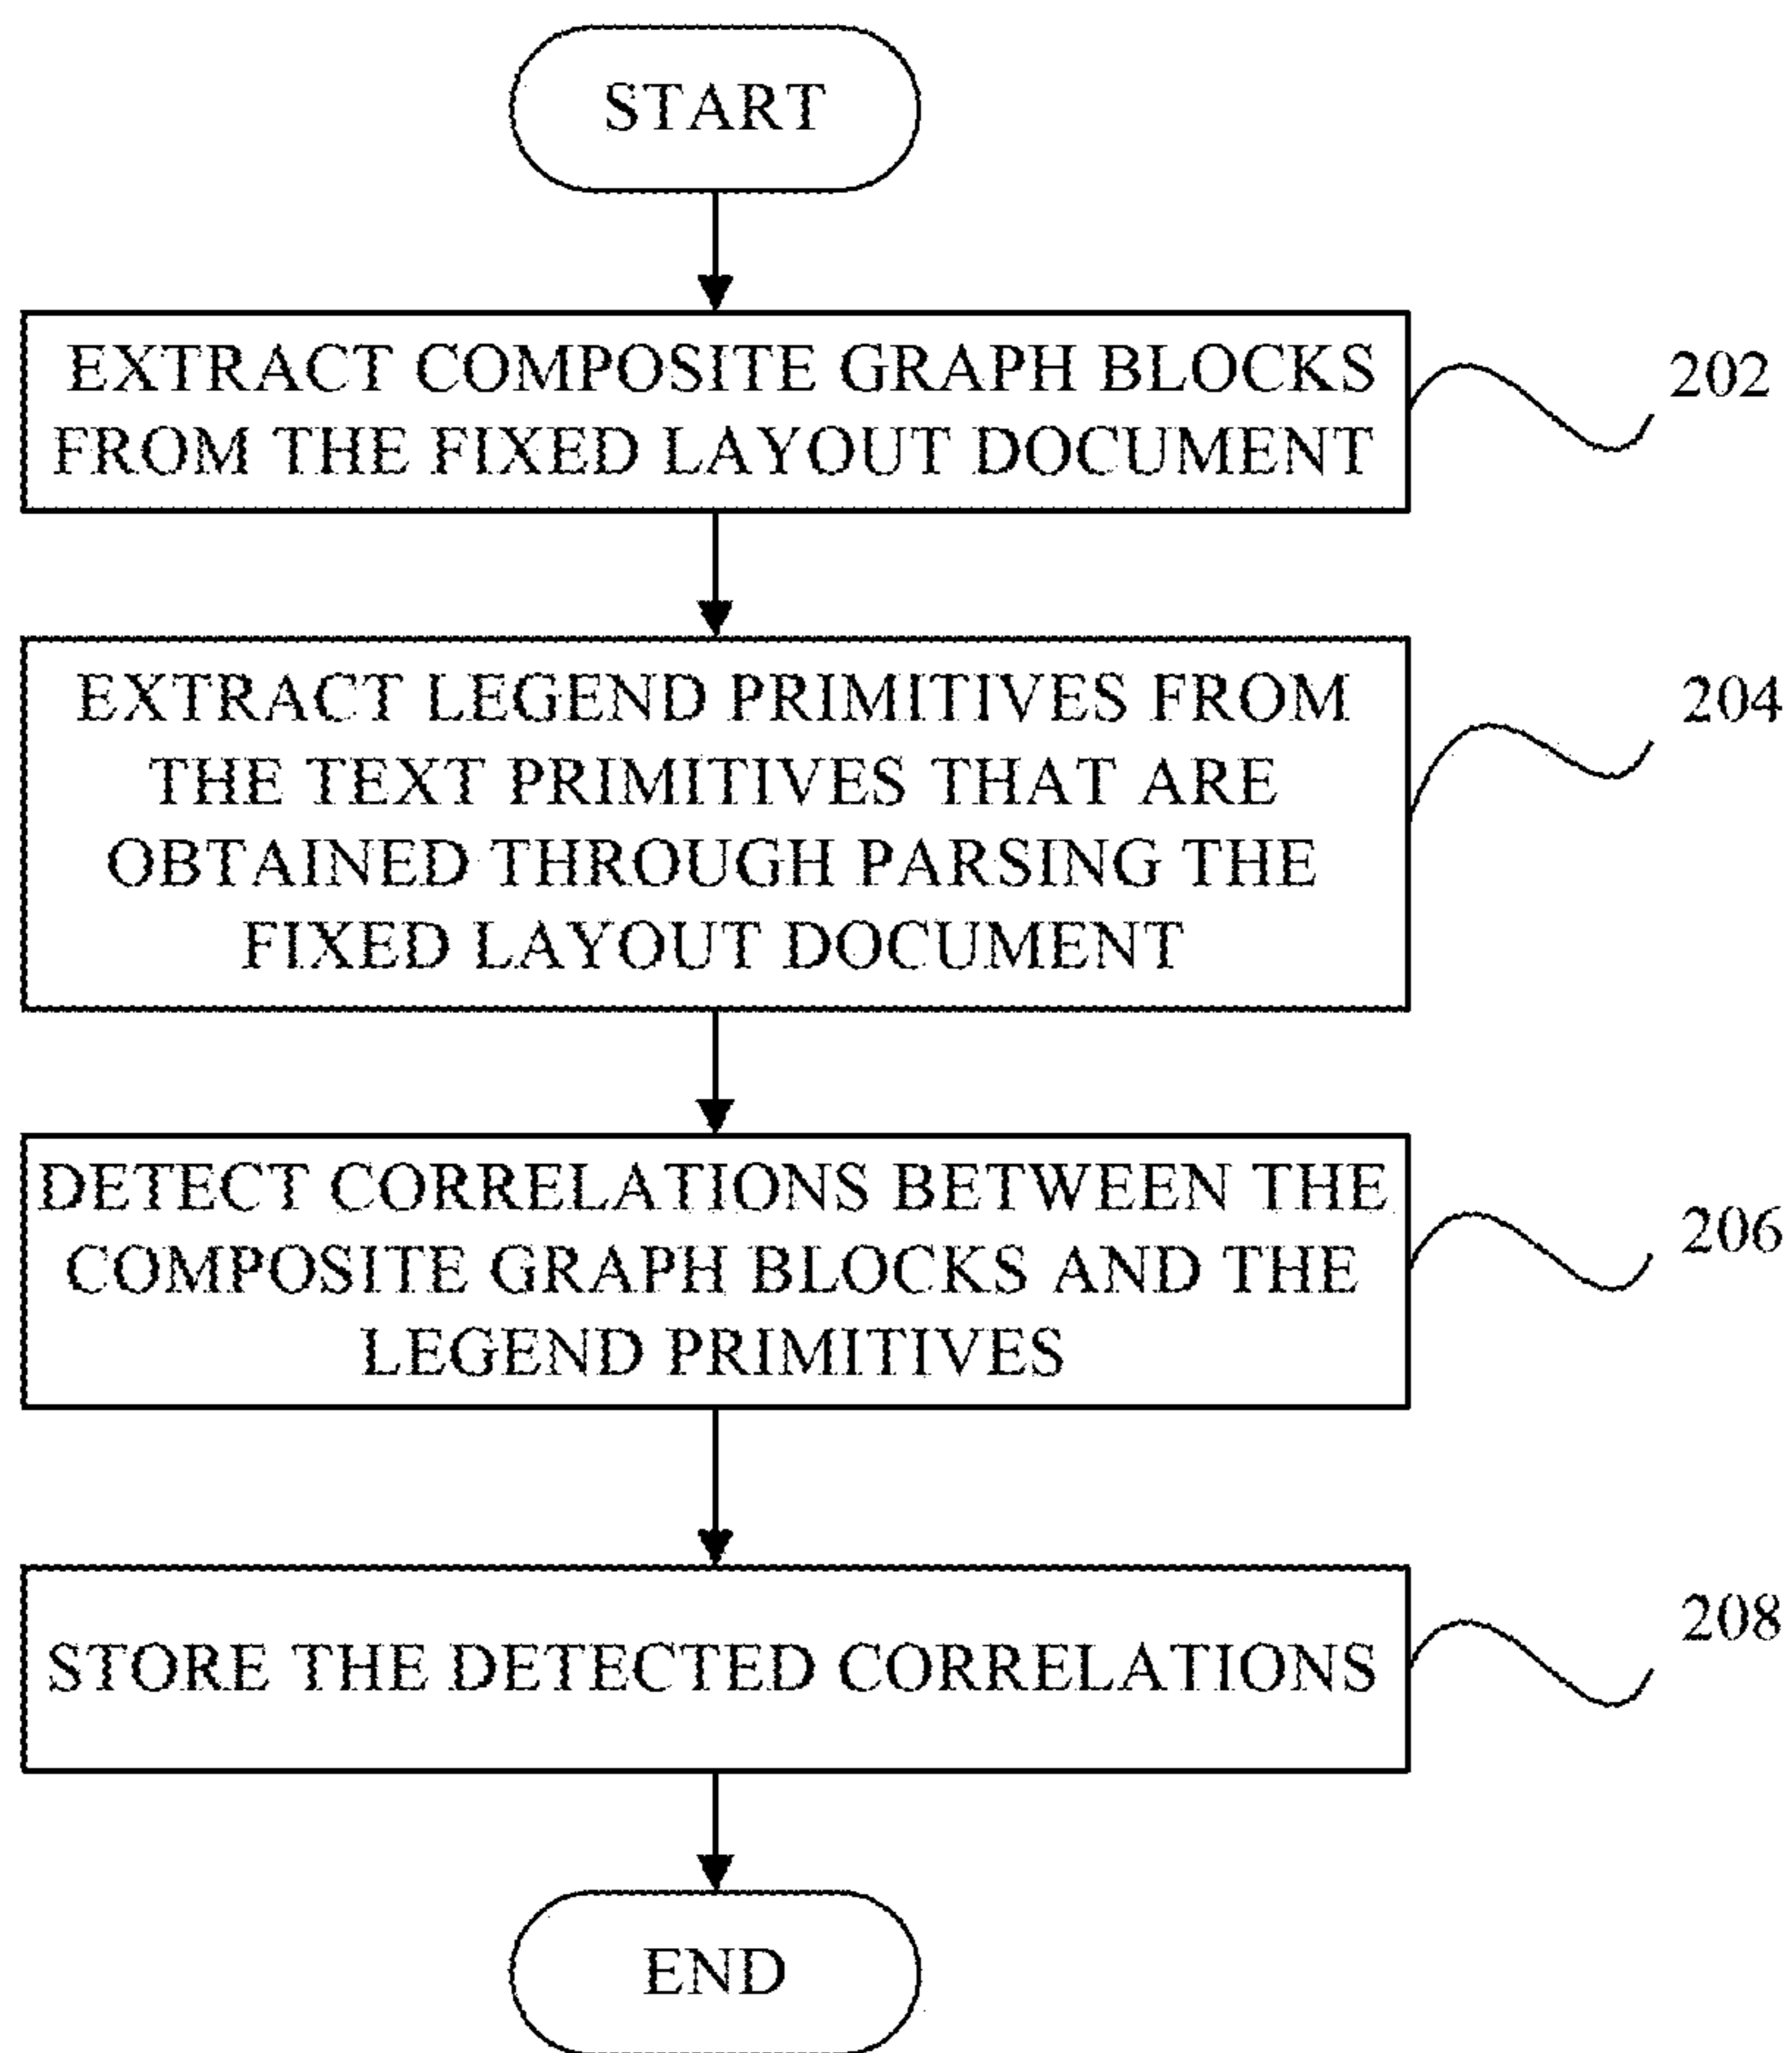 START
EXTRACT COMPOSITE GRAPH BLOCKS
FROM THE FIXED LAYOUT DOCUMENT
202
EXTRACT LEGEND PRIMITIVES FROM
THE TEXT PRIMITIVES THAT ARE
OBTAINED THROUGH PARSING THE
FIXED LAYOUT DOCUMENT
204
DETECT CORRELATIONS BETWEEN THE
COMPOSITE GRAPH BLOCKS AND THE
LEGEND PRIMITIVES
206
STORE THE DETECTED CORRELATIONS
208
END